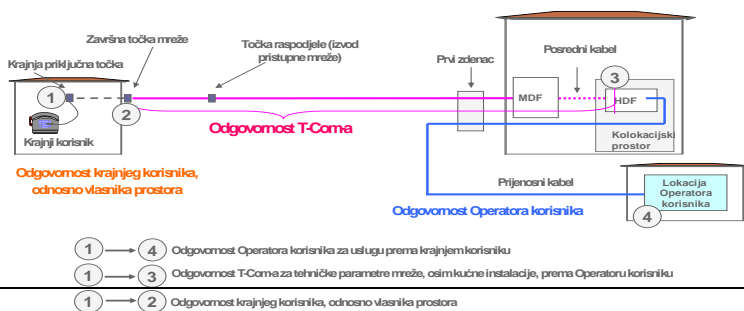 Završna točka mreže
Krajnja priključna točka
Točka raspodjele (izvod
pristupne mreže)
Prvi zdenac
Posredni kabel
1
2
3
MDF
HDF
Krajnji korisnik
Odgovornost T-Com-a
Kolokacijski
prostor
Odgovornost krajnjeg korisnika,
odnosno vlasnika prostora
Prijenosni kabel
Odgovornost Operatora korisnika
Lokacija
Operatora
korisnika
4
1 4 Odgovornost Operatora korisnika za uslugu prema krajnjem korisniku
1 3 Odgovornost T-Com-a za tehničke parametre mreže, osim kućne instalacije, prema Operatoru korisniku
1 2 Odgovornost krajnjeg korisnika, odnosno vlasnika prostora